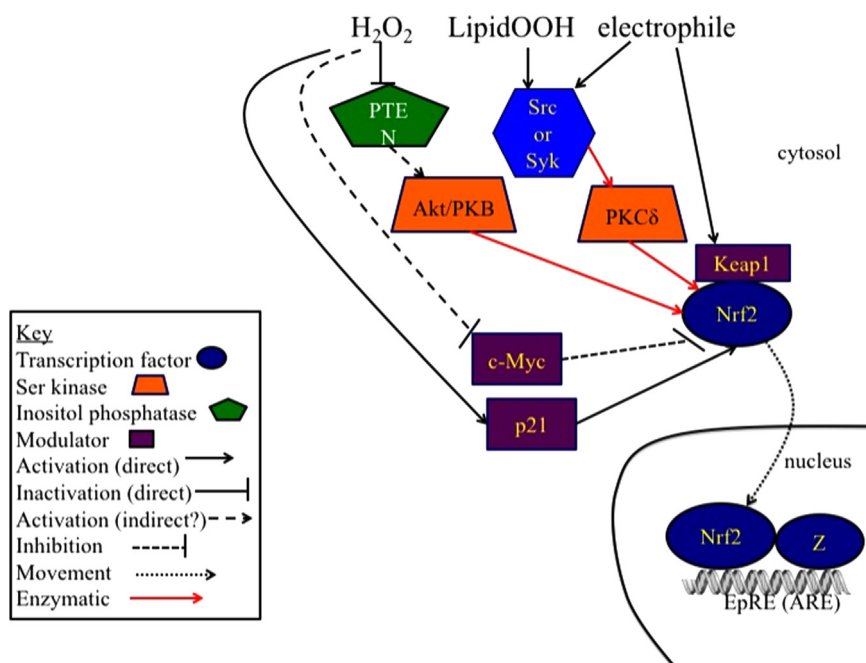 H2O2 LipidOOH electrophile
PTE
N
Src
or
Syk
cytosol
Akt/PKB
PKCδ
Keap1
Nrf2
c-Myc
p21
Key
Transcription factor
Ser kinase
Inositol phosphatase
Modulator
Activation (direct)
Inactivation (direct)
Activation (indirect?)
Inhibition
Movement
Enzymatic
nucleus
Nrf2
Z
EpRE (ARE)